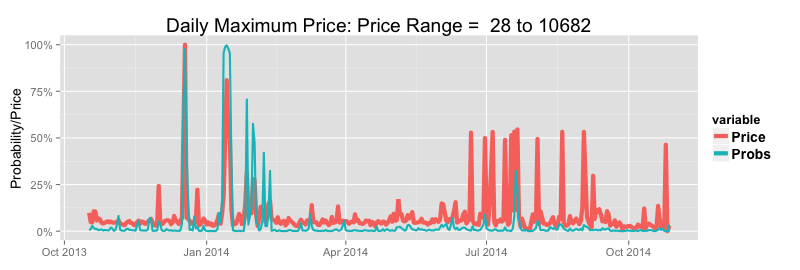 Daily Maximum Price: Price Range =  28 to 10682
100%
75%
50%
25%
0%
Probability/Price
Oct 2013
Jan 2014
Apr 2014
Jul 2014
Oct 2014
variable
Price
Probs